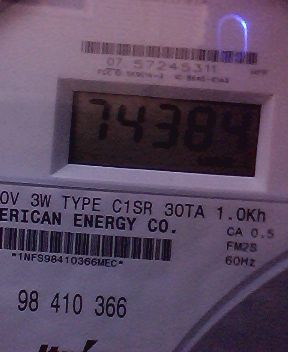 07 57245311
74384
0V 3W TYPE C1SR 30TA 1.0Kh
ERICAN ENERGY CO.
CA 0.5
FM2S
60Hz
*1NFS98410366MEC*
98 410 366